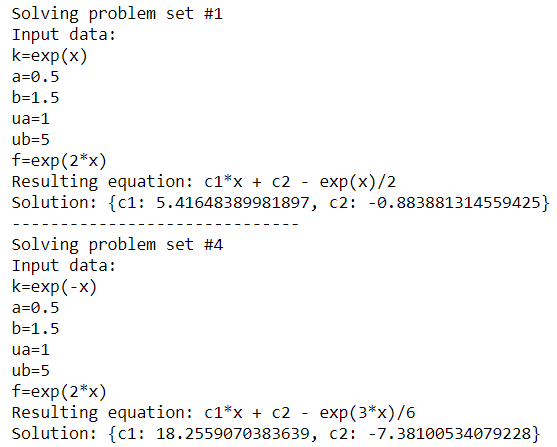 Solving problem set #1
Input data:
k=exp(x)
a=0.5
b=1.5
ua=1
ub=5
f=exp(2*x)
Resulting equation: c1*x + c2 - exp(x)/2
Solution: {c1: 5.41648389981897, c2: -0.883881314559425}
------------------------------
Solving problem set #4
Input data:
k=exp(-x)
a=0.5
b=1.5
ua=1
ub=5
f=exp(2*x)
Resulting equation: c1*x + c2 - exp(3*x)/6
Solution: {c1: 18.2559070383639, c2: -7.38100534079228}